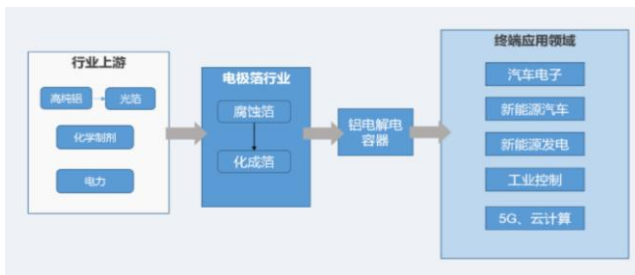 行业上游
高纯铝
光箔
化学制剂
电力
电极箔行业
腐蚀箔
化成箔
铝电解电
容器
终端应用领域
汽车电子
新能源汽车
新能源发电
工业控制
5G、云计算